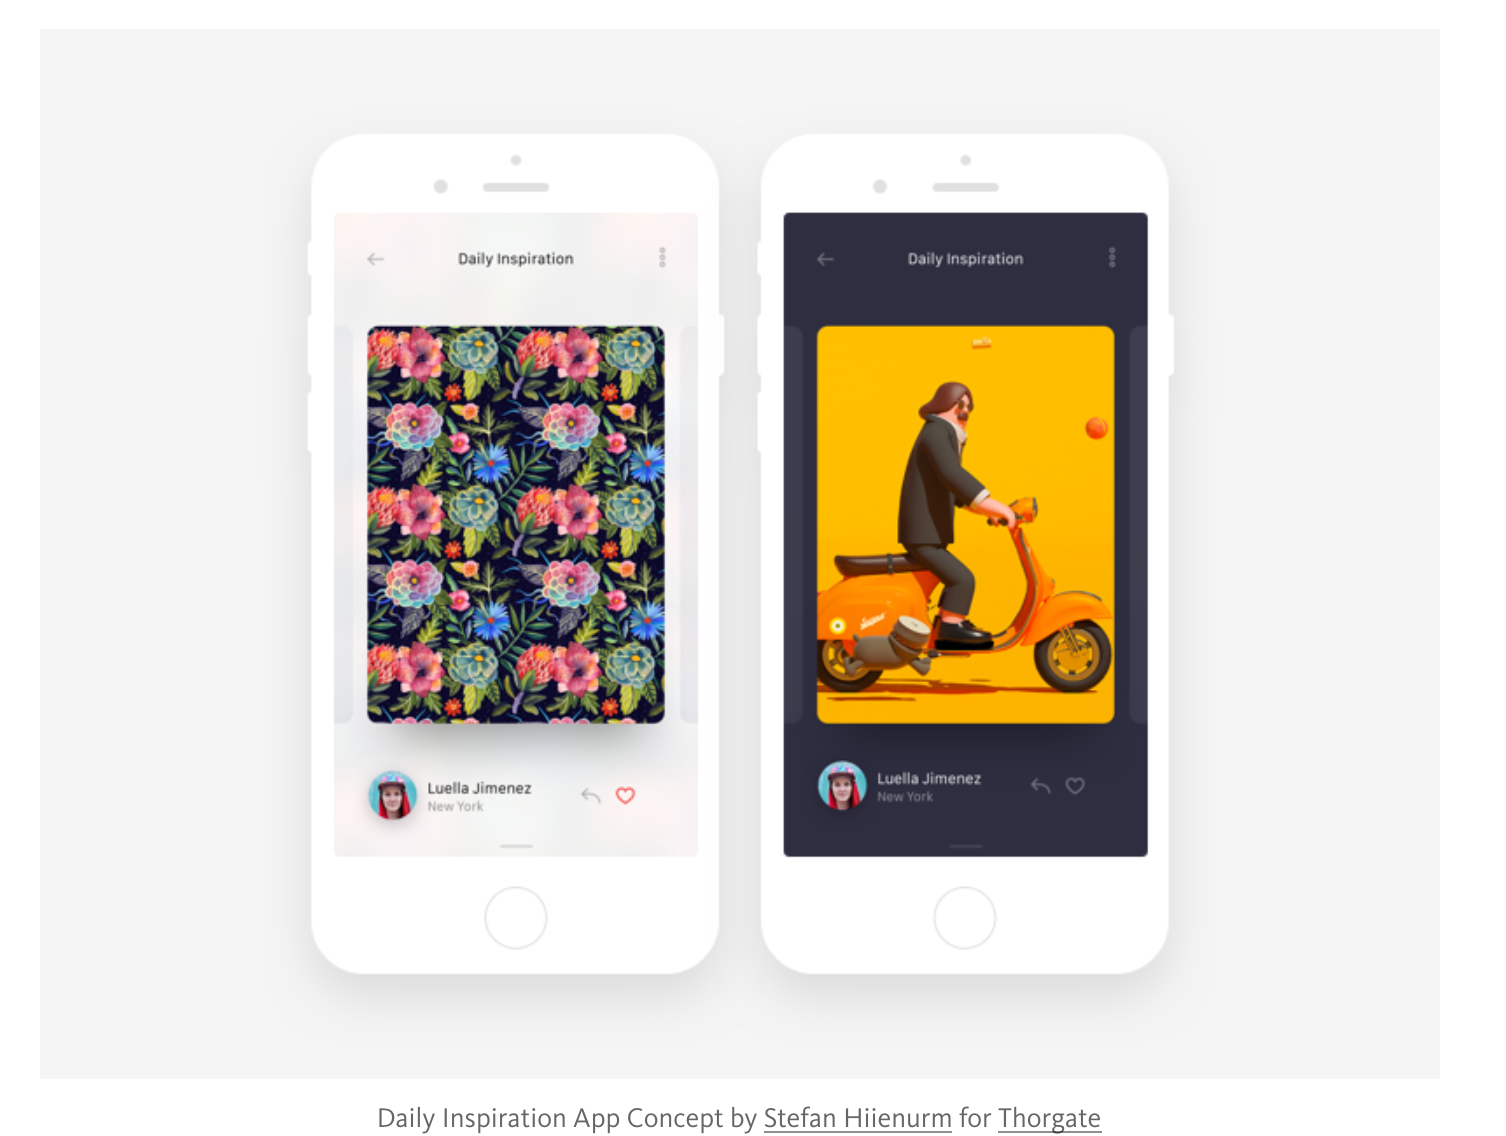 Daily Inspiration
Luella Jimenez
New York
Daily Inspiration
Luella Jimenez
New York
Daily Inspiration App Concept by Stefan Hiienurm for Thorgate